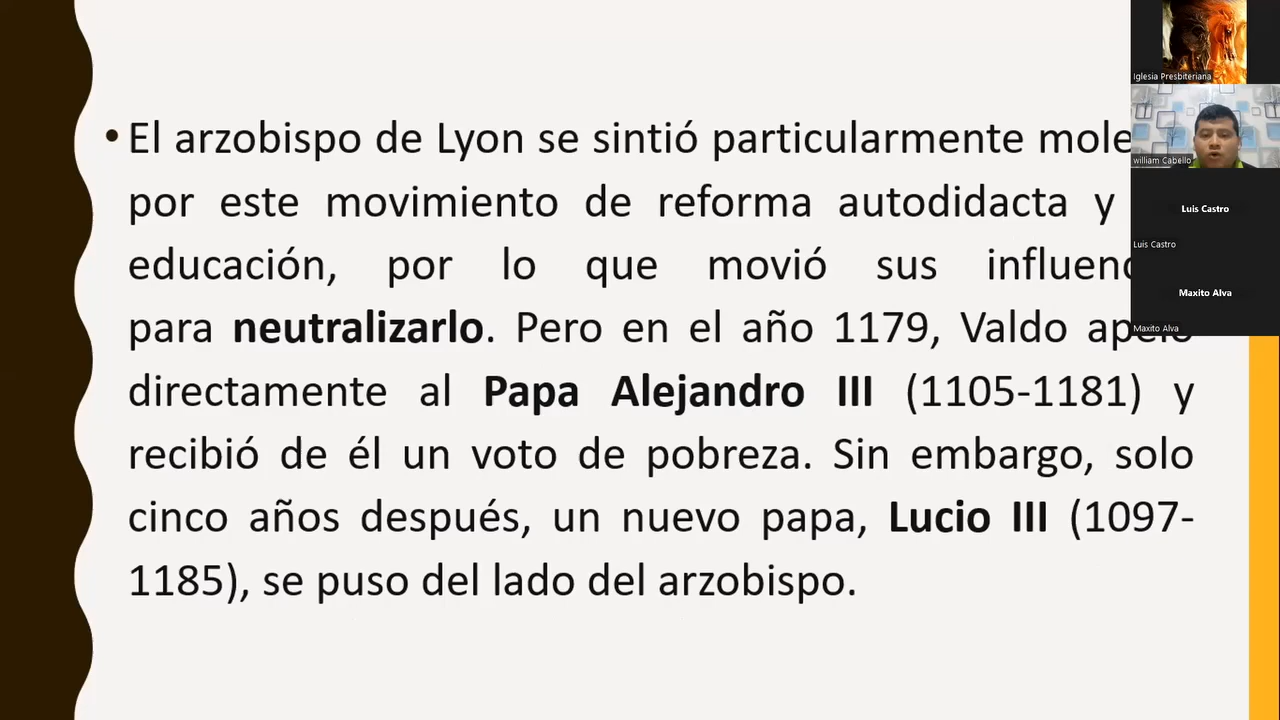 • El arzobispo de Lyon se sintió particularmente
por este movimiento de reforma autodidacta y
educación, por lo que movió sus
para neutralizarlo. Pero en el año 1179, Valdo
directamente al Papa Alejandro III (1105-1181) y
recibió de él un voto de pobreza. Sin embargo, solo
cinco años después, un nuevo papa, Lucio III (1097-
1185), se puso del lado del arzobispo.
Iglesia Presbiteriana
william Cabello
Luis Castro
Luis Castro
Maxito Alva
Maxito Alva